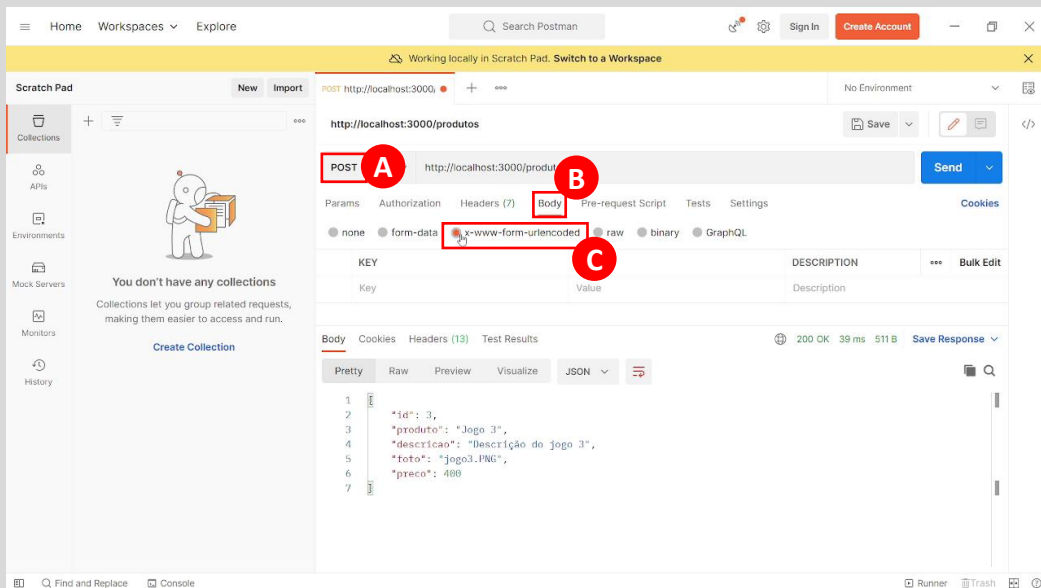 Home Workspaces Explore Search Postman Sign In Create Account
Working locally in Scratch Pad. Switch to a Workspace
Scratch Pad New Import POST http://localhost:3000/ No Environment
Collections
APIs
Environments
Mock Servers
Monitors
History
You don't have any collections
Collections let you group related requests,
making them easier to access and run.
Create Collection
http://localhost:3000/produtos Save
POST A http://localhost:3000/produt Send
B
Params Authorization Headers (7) Body Pre-request Script Tests Settings Cookies
none form-data x-www-form-urlencoded raw binary GraphQL
C
KEY DESCRIPTION Bulk Edit
Key Value Description
Body Cookies Headers (13) Test Results 200 OK 39 ms 511 B Save Response
Pretty Raw Preview Visualize JSON
1 {
2 "id": 3,
3 "produto": "Jogo 3",
4 "descricao": "Descrição do jogo 3",
5 "foto": "jogo3.PNG",
6 "preco": 400
7 }
Find and Replace Console Runner Trash